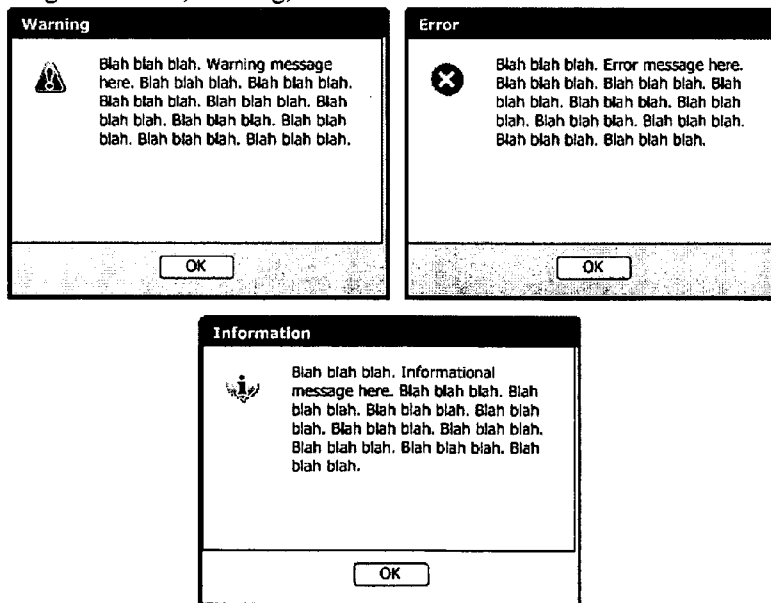 Warning
Blah blah blah. Warning message
here. Blah blah blah. Blah blah blah.
Blah blah blah. Blah blah blah. Blah
blah blah. Blah blah blah. Blah blah
blah. Blah blah blah. Blah blah blah.
OK
Error
Blah blah blah. Error message here.
Blah blah blah. Blah blah blah. Blah
blah blah. Blah blah blah. Blah blah
blah. Blah blah blah. Blah blah blah.
Blah blah blah. Blah blah blah.
OK
Information
Blah blah blah. Informational
message here. Blah blah blah. Blah
blah blah. Blah blah blah. Blah blah
blah. Blah blah blah. Blah blah blah.
Blah blah blah. Blah blah blah. Blah
blah blah.
OK